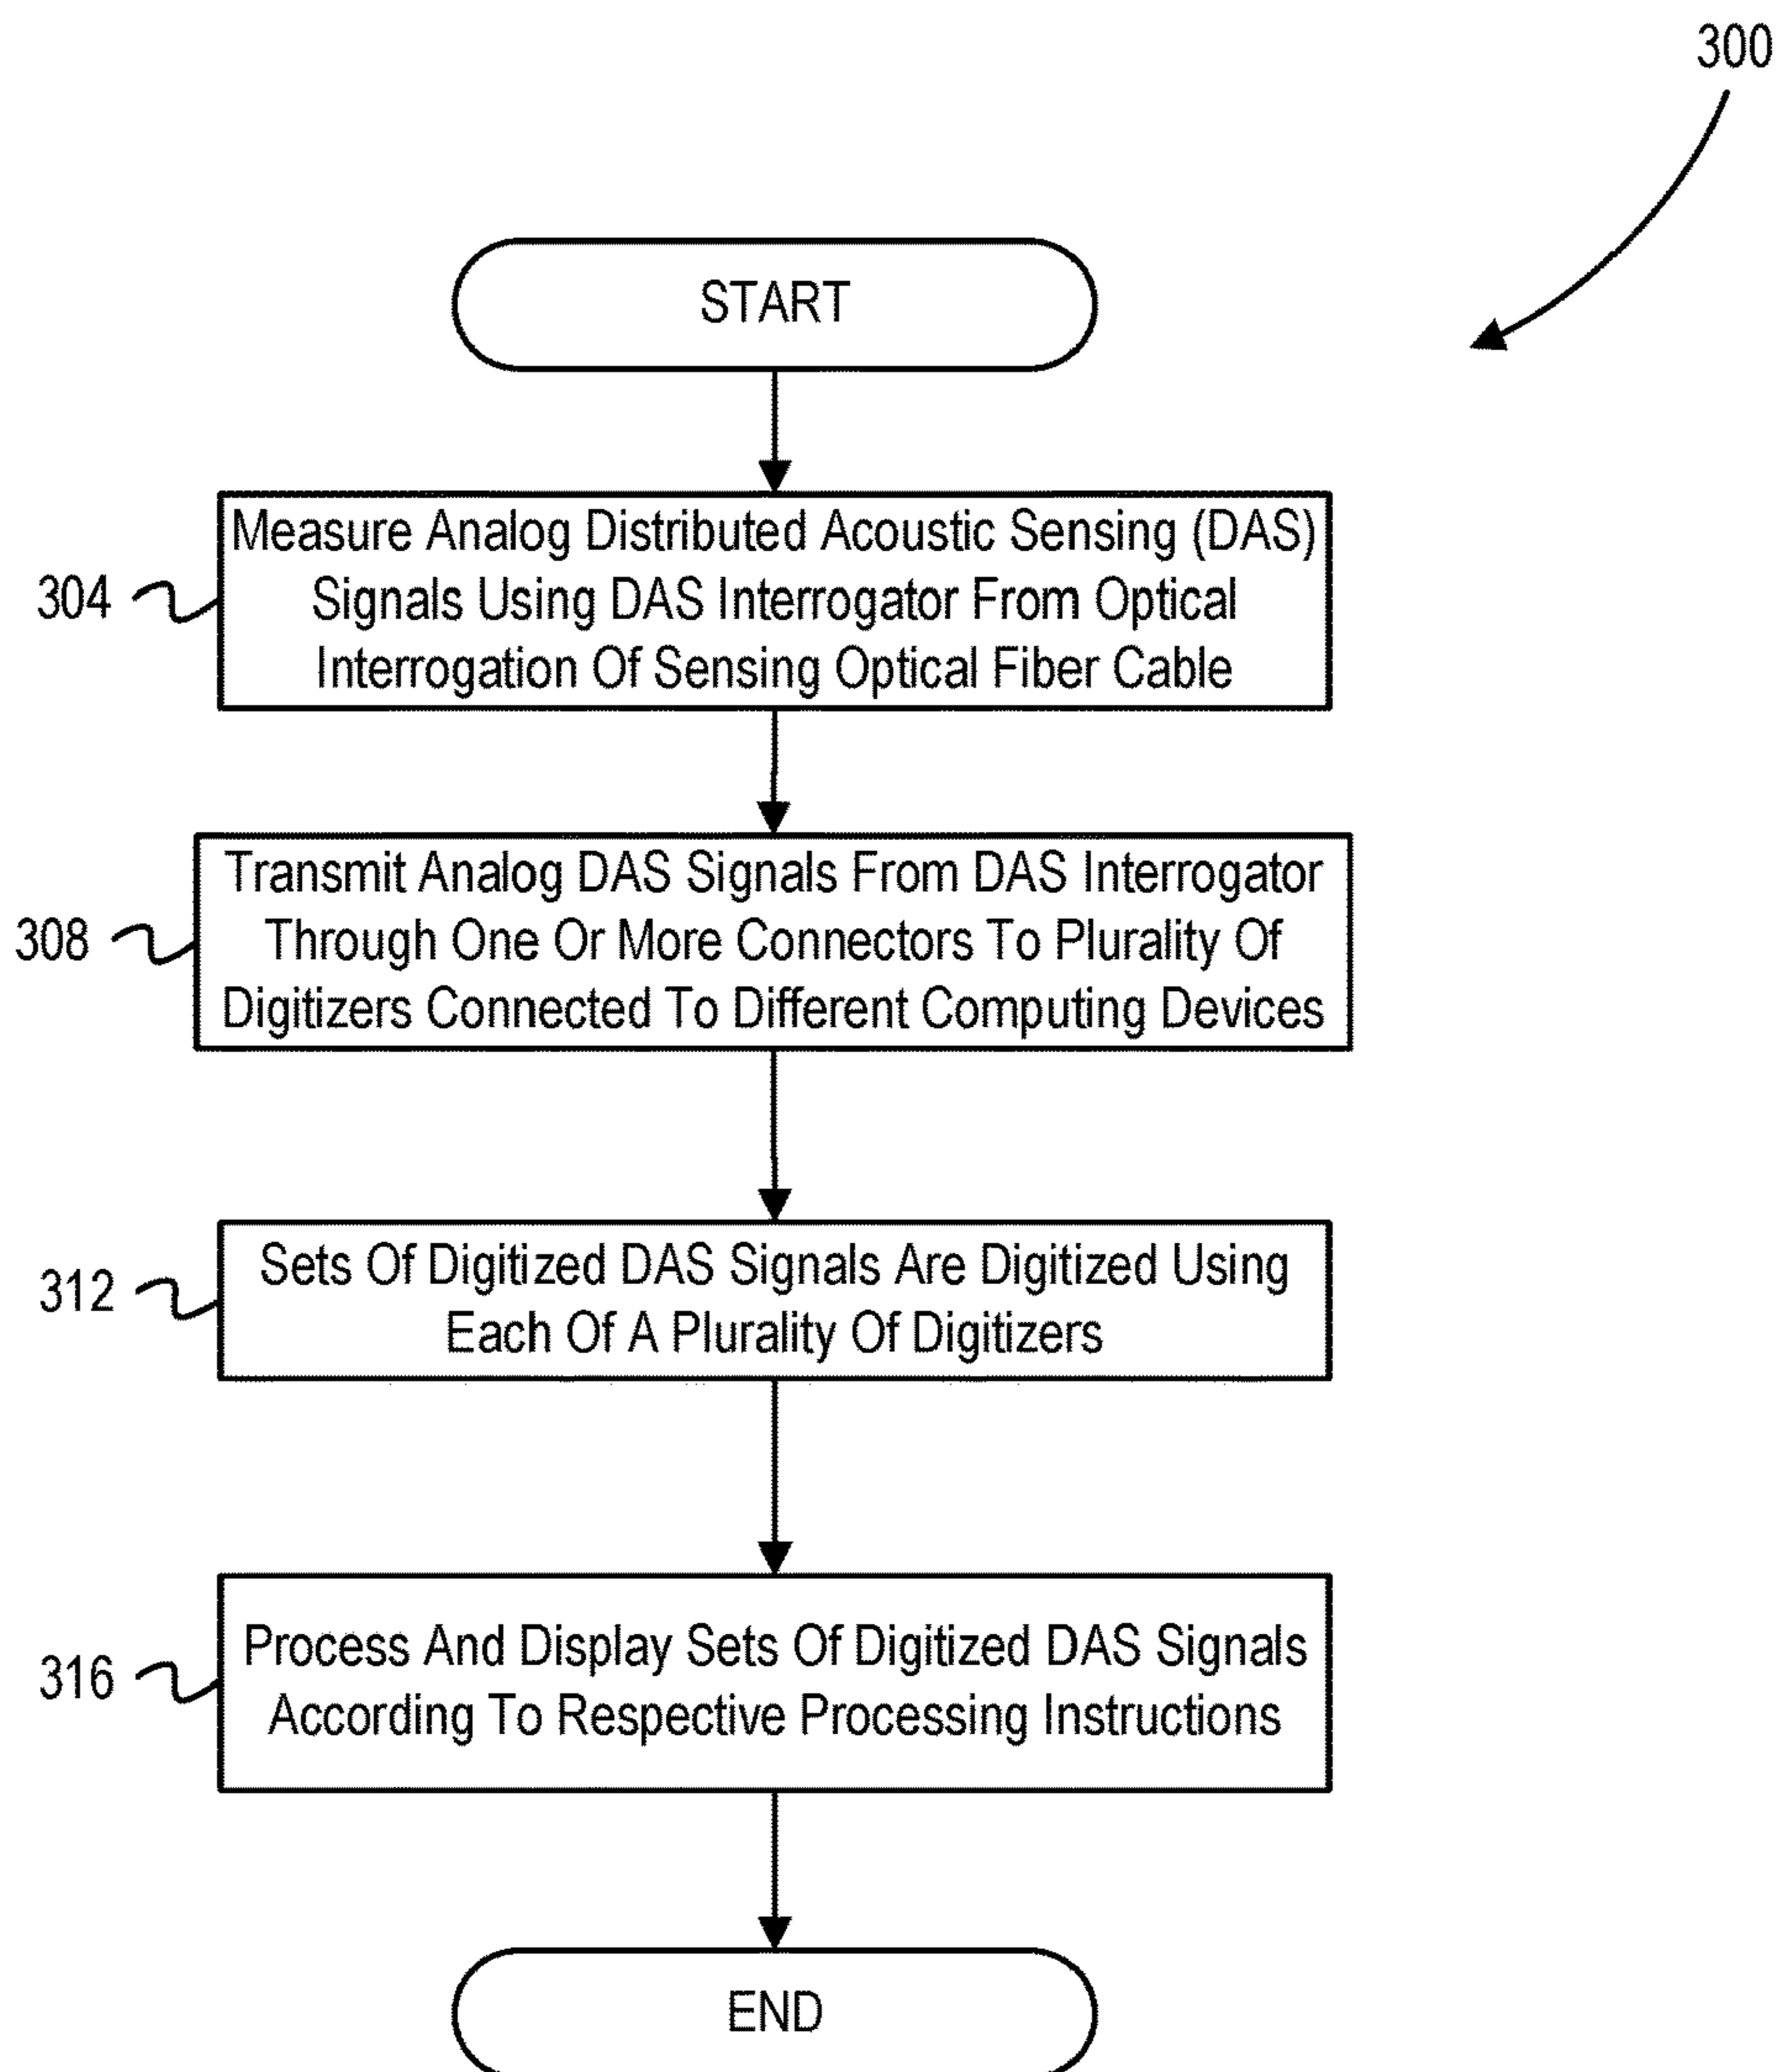 300
START
Measure Analog Distributed Acoustic Sensing (DAS)
304
Signals Using DAS Interrogator From Optical
Interrogation Of Sensing Optical Fiber Cable
Transmit Analog DAS Signals From DAS Interrogator
308
Through One Or More Connectors To Plurality Of
Digitizers Connected To Different Computing Devices
312
Sets Of Digitized DAS Signals Are Digitized Using
Each Of A Plurality Of Digitizers
316
Process And Display Sets Of Digitized DAS Signals
According To Respective Processing Instructions
END